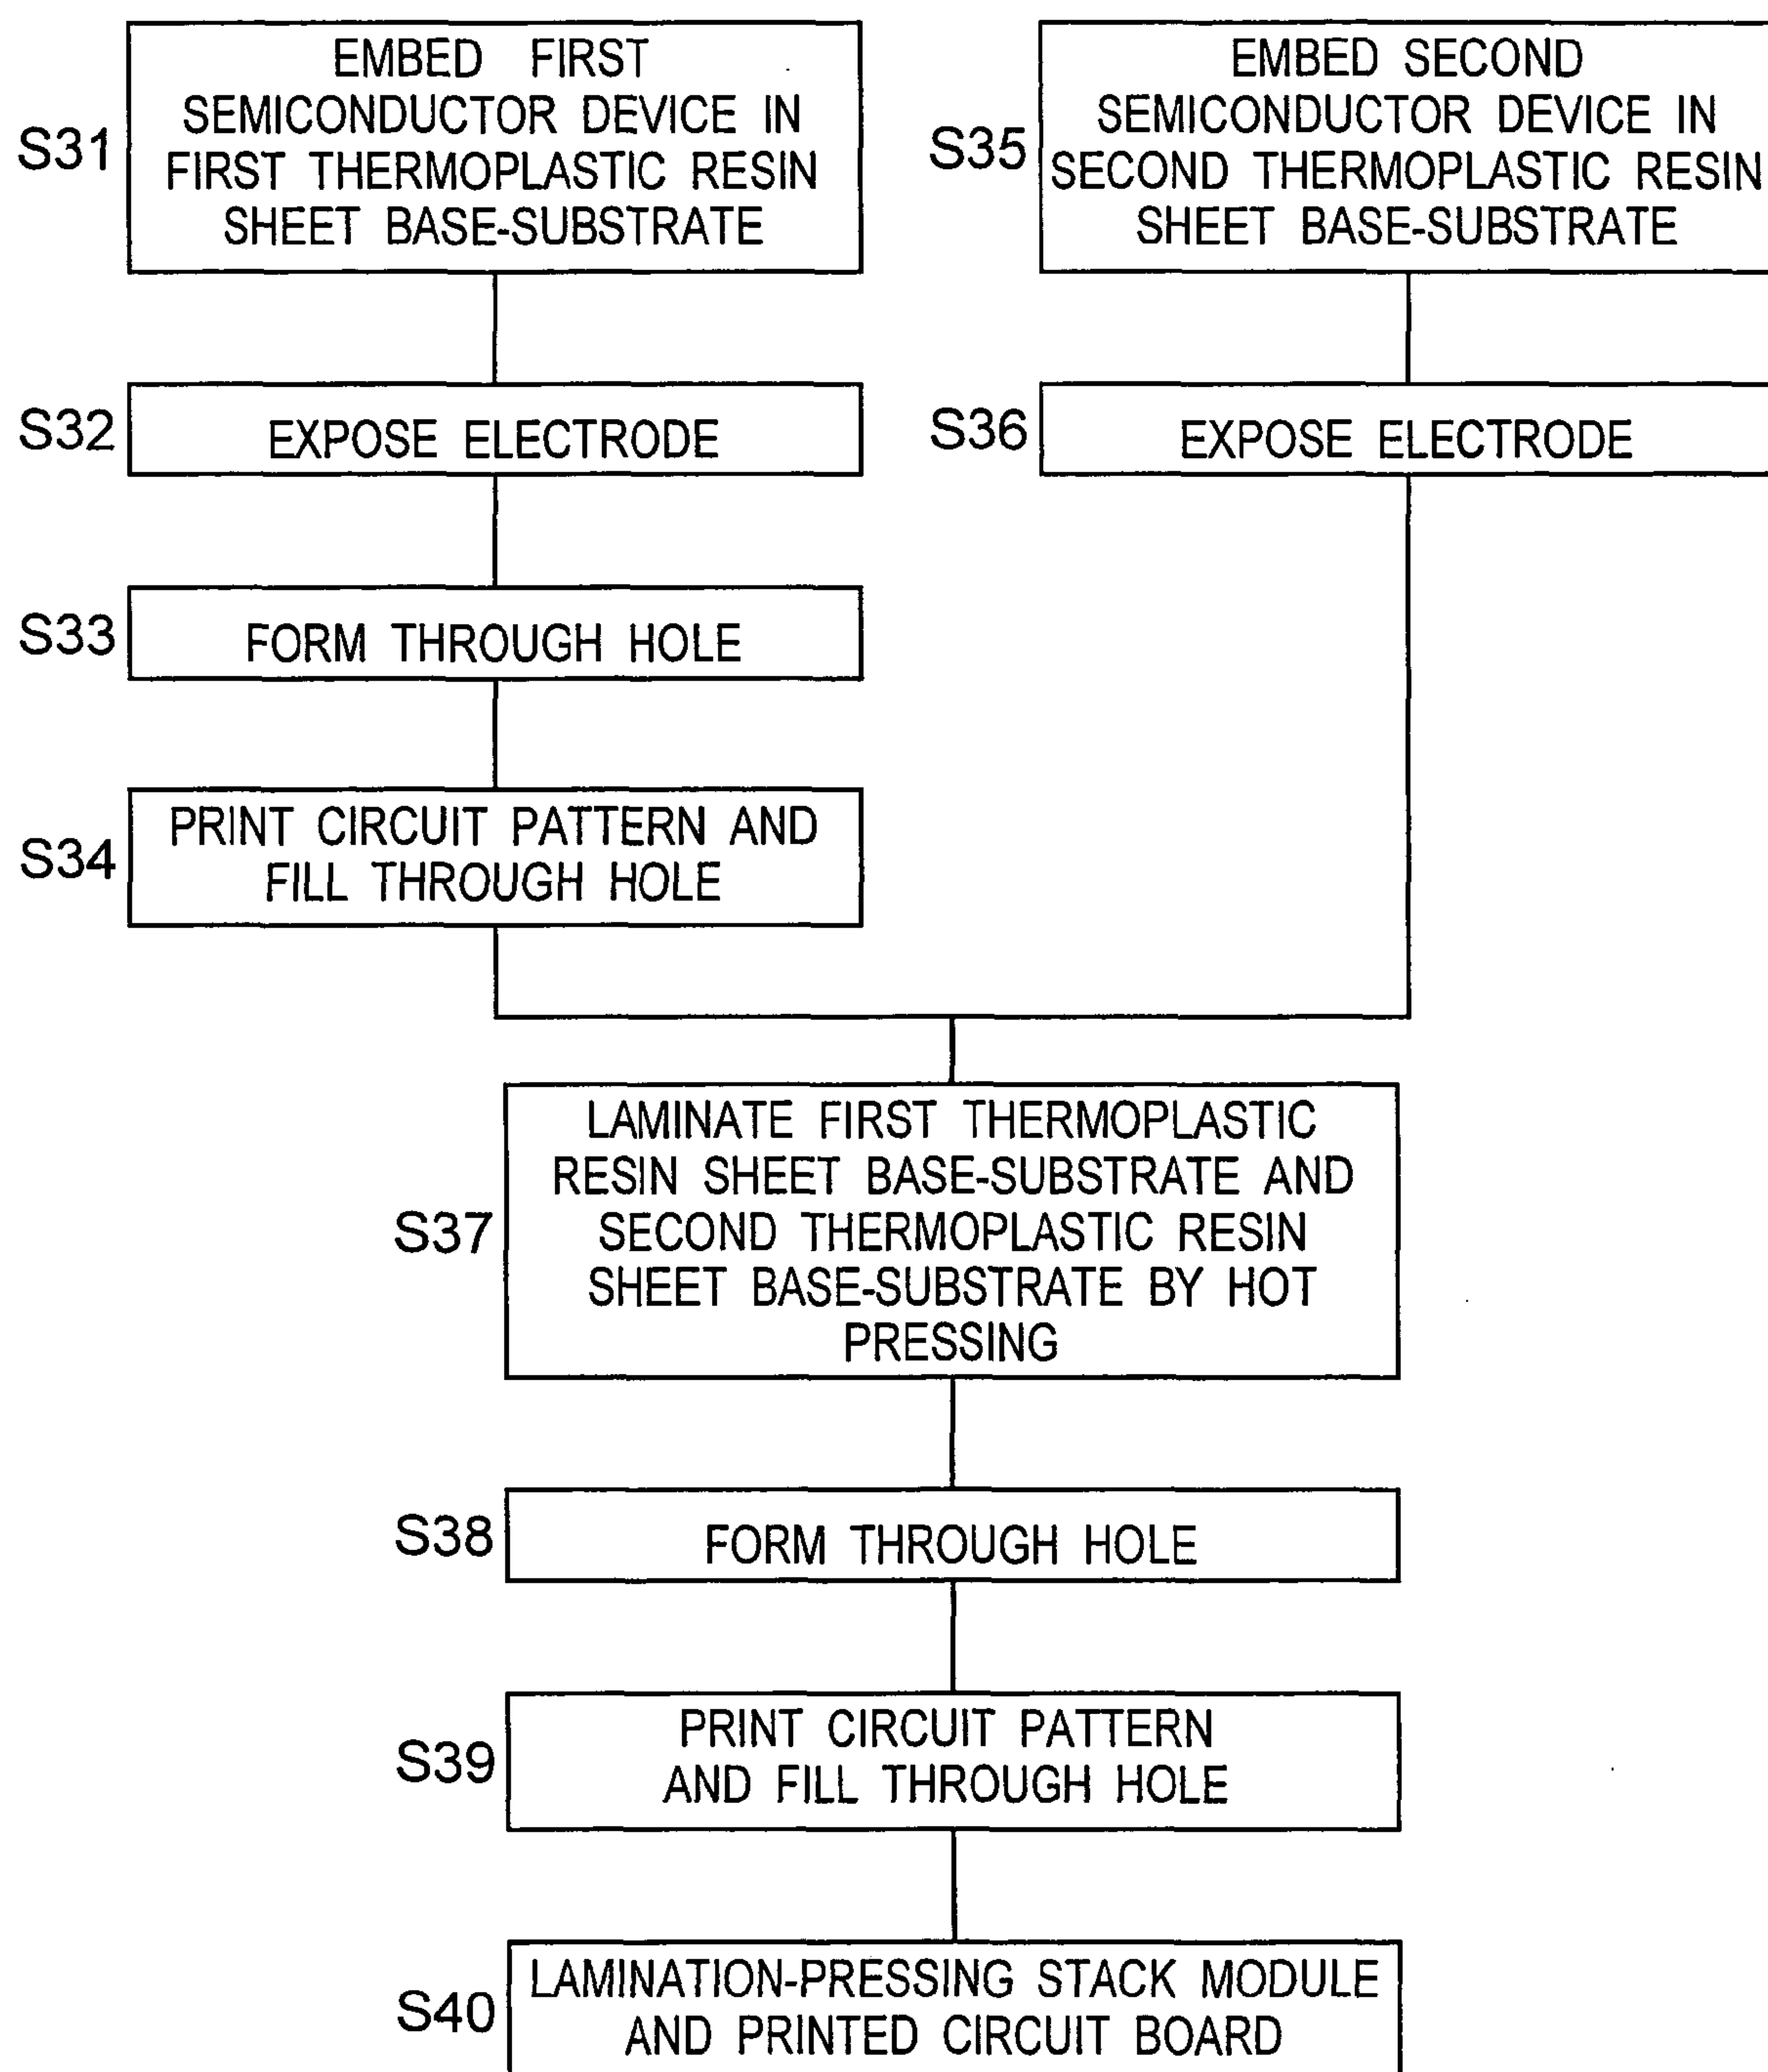 S31
EMBED FIRST
SEMICONDUCTOR DEVICE IN
FIRST THERMOPLASTIC RESIN
SHEET BASE-SUBSTRATE
S35
EMBED SECOND
SEMICONDUCTOR DEVICE IN
SECOND THERMOPLASTIC RESIN
SHEET BASE-SUBSTRATE
S32
EXPOSE ELECTRODE
S36
EXPOSE ELECTRODE
S33
FORM THROUGH HOLE
S34
PRINT CIRCUIT PATTERN AND
FILL THROUGH HOLE
S37
LAMINATE FIRST THERMOPLASTIC
RESIN SHEET BASE-SUBSTRATE AND
SECOND THERMOPLASTIC RESIN
SHEET BASE-SUBSTRATE BY HOT
PRESSING
S38
FORM THROUGH HOLE
S39
PRINT CIRCUIT PATTERN
AND FILL THROUGH HOLE
S40
LAMINATION-PRESSING STACK MODULE
AND PRINTED CIRCUIT BOARD